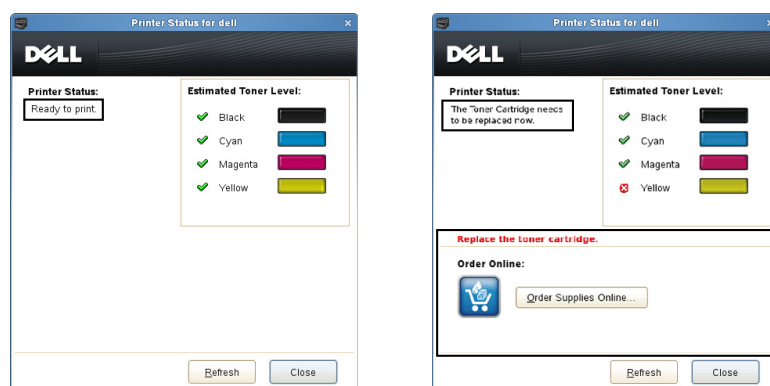 Printer Status for dell
DELL
Printer Status:
Ready to print.
Estimated Toner Level:
Black
Cyan
Magenta
Yellow
Refresh
Close
Printer Status for dell
DELL
Printer Status:
The Toner Cartridge needs
to be replaced now.
Estimated Toner Level:
Black
Cyan
Magenta
Yellow
Replace the toner cartridge.
Order Online:
Order Supplies Online...
Refresh
Close